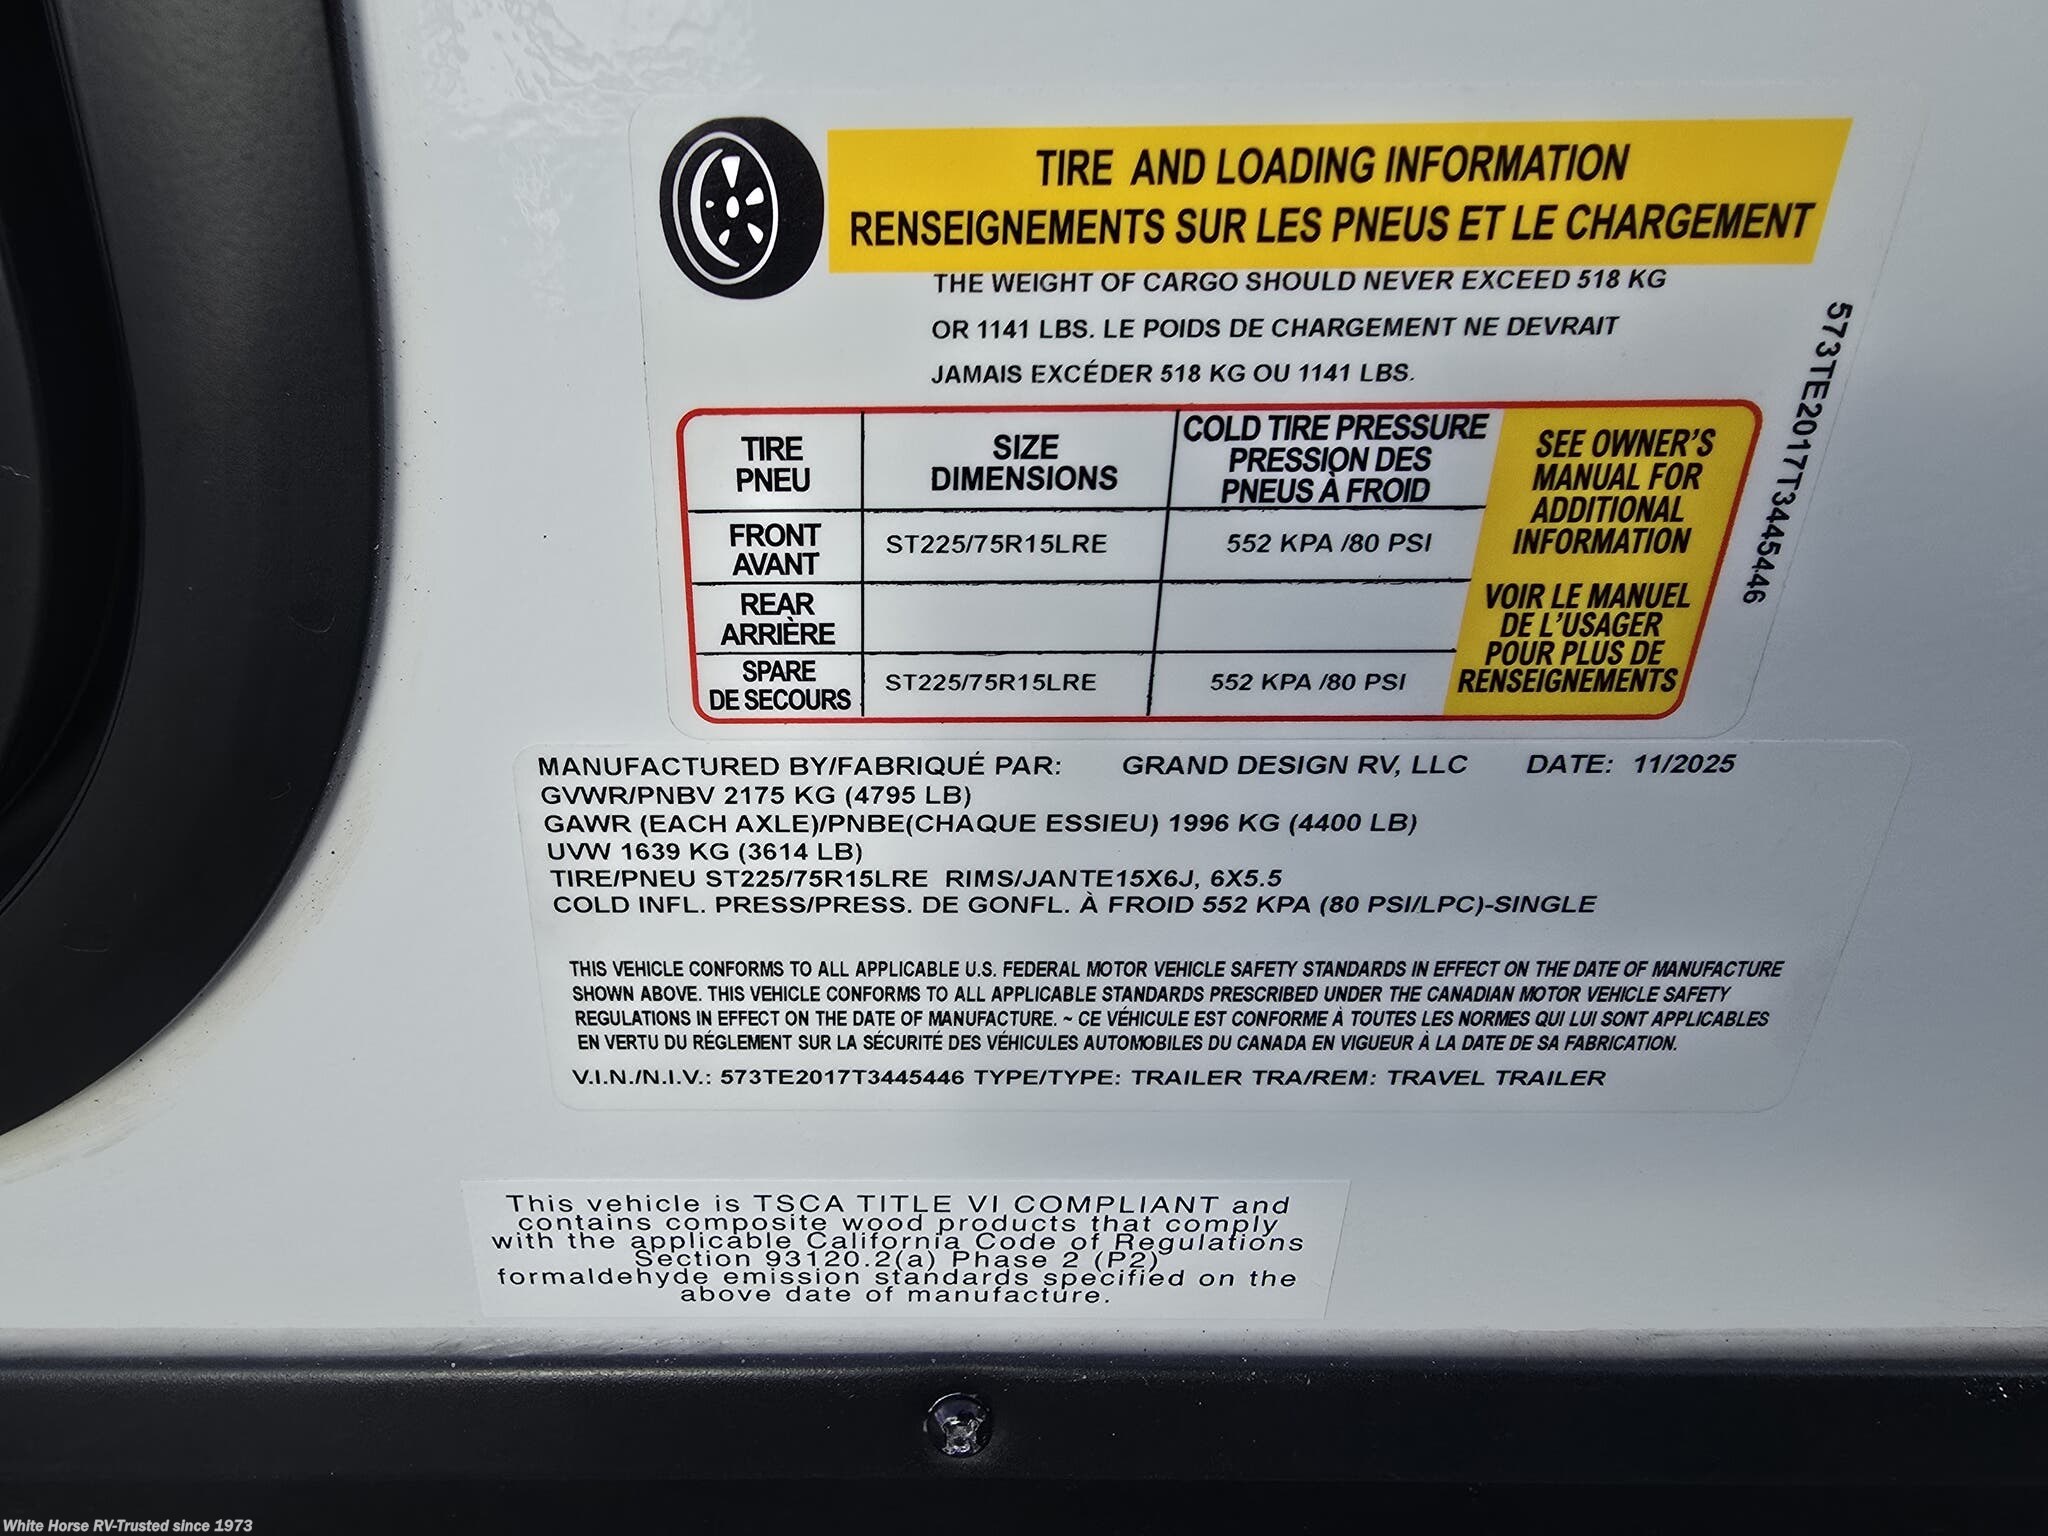 TIRE AND LOADING INFORMATION
RENSEIGNEMENTS SUR LES PNEUS ET LE CHARGEMENT
THE WEIGHT OF CARGO SHOULD NEVER EXCEED 518 KG
OR 1141 LBS. LE POIDS DE CHARGEMENT NE DEVRAIT
JAMAIS EXCÉDER 518 KG OU 1141 LBS.
573TE2017T3445446
TIRE
PNEU
SIZE
DIMENSIONS
COLD TIRE PRESSURE
PRESSION DES
PNEUS À FROID
FRONT
AVANT
ST225/75R15LRE
552 KPA /80 PSI
REAR
ARRIÈRE
SPARE
DE SECOURS
ST225/75R15LRE
552 KPA /80 PSI
SEE OWNER'S
MANUAL FOR
ADDITIONAL
INFORMATION
VOIR LE MANUEL
DE L'USAGER
POUR PLUS DE
RENSEIGNEMENTS
MANUFACTURED BY/FABRIQUÉ PAR: GRAND DESIGN RV, LLC DATE: 11/2025
GVWR/PNBV 2175 KG (4795 LB)
GAWR (EACH AXLE)/PNBE(CHAQUE ESSIEU) 1996 KG (4400 LB)
UVW 1639 KG (3614 LB)
TIRE/PNEU ST225/75R15LRE RIMS/JANTE15X6J, 6X5.5
COLD INFL. PRESS/PRESS. DE GONFL. À FROID 552 KPA (80 PSI/LPC)-SINGLE
THIS VEHICLE CONFORMS TO ALL APPLICABLE U.S. FEDERAL MOTOR VEHICLE SAFETY STANDARDS IN EFFECT ON THE DATE OF MANUFACTURE
SHOWN ABOVE. THIS VEHICLE CONFORMS TO ALL APPLICABLE STANDARDS PRESCRIBED UNDER THE CANADIAN MOTOR VEHICLE SAFETY
REGULATIONS IN EFFECT ON THE DATE OF MANUFACTURE. ~ CE VÉHICULE EST CONFORME À TOUTES LES NORMES QUI LUI SONT APPLICABLES
EN VERTU DU RÉGLEMENT SUR LA SÉCURITÉ DES VÉHICULES AUTOMOBILES DU CANADA EN VIGUEUR À LA DATE DE SA FABRICATION.
V.I.N./N.I.V.: 573TE2017T3445446 TYPE/TYPE: TRAILER TRA/REM: TRAVEL TRAILER
This vehicle is TSCA TITLE VI COMPLIANT and
contains composite wood products that comply
with the applicable California Code of Regulations
Section 93120.2(a) Phase 2 (P2)
formaldehyde emission standards specified on the
above date of manufacture.
White Horse RV-Trusted since 1973